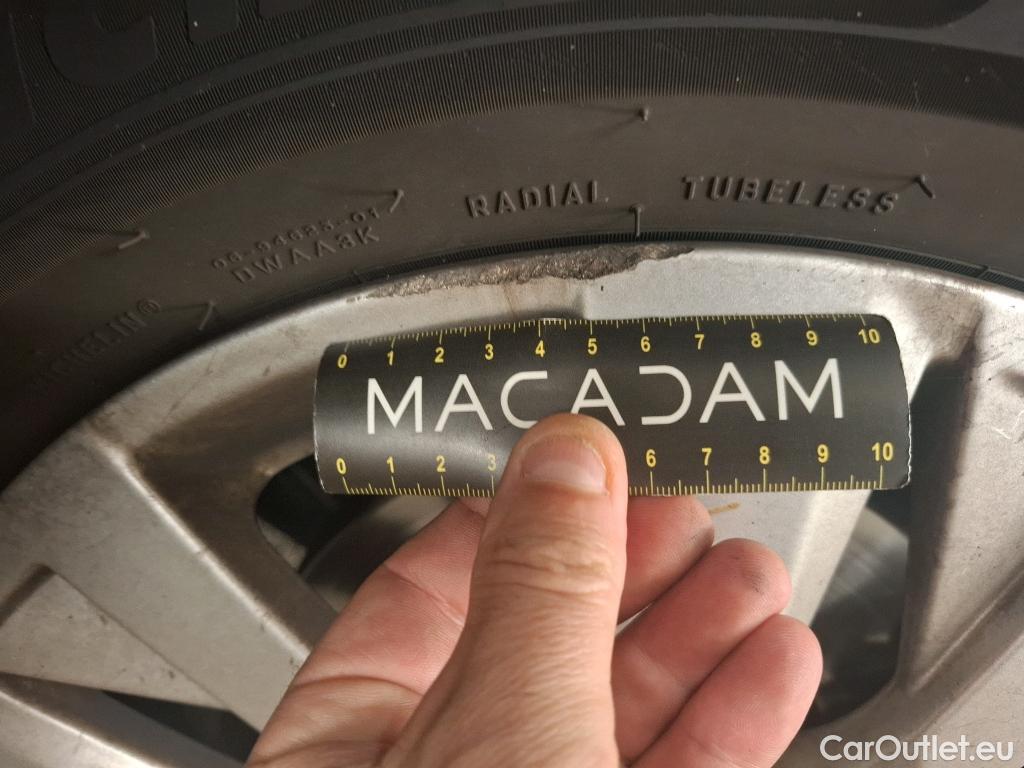 RADIAL TUBELESS
DWAA3K
MICHELIN®
0 1 2 3 4 5 6 7 8 9 10
MACADAM
0 1 2 3 6 7 8 9 10
CarOutlet.eu